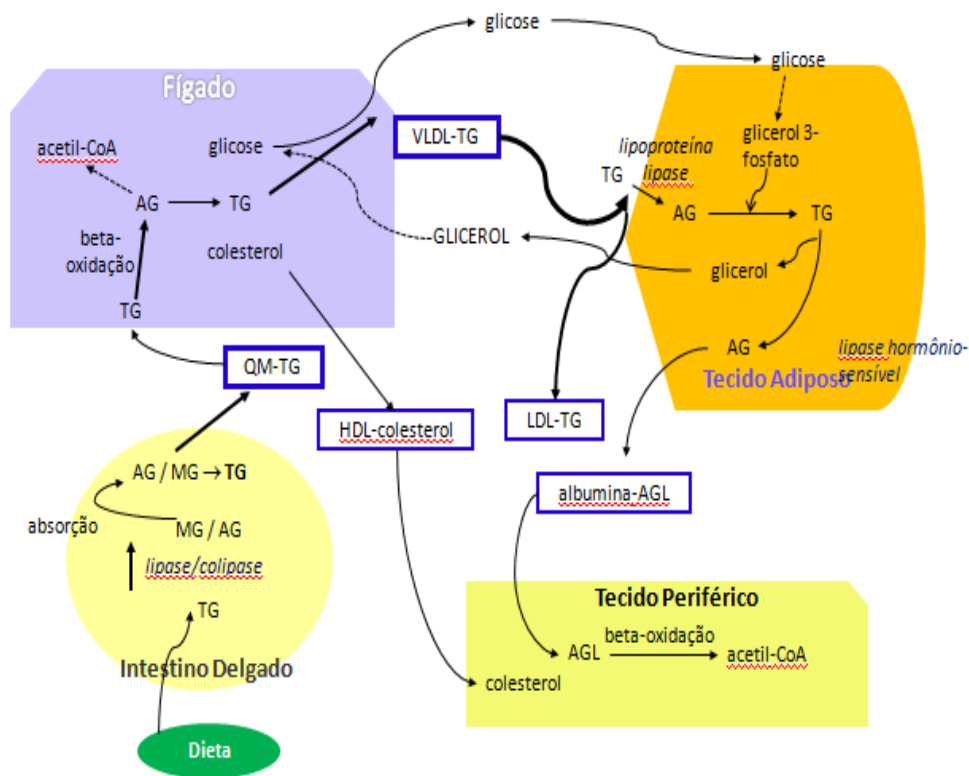 glicose
glicose
Fígado
acetil-CoA
glicose
VLDL-TG
lipoproteína
lipase
glicerol 3-
fosfato
TG
AG
TG
AG
TG
beta-
oxidação
colesterol
GLICEROL
glicerol
TG
QM-TG
AG
lipase hormônio-
sensível
Tecido Adiposo
HDL-colesterol
LDL-TG
AG / MG → TG
absorção
MG / AG
lipase/colipase
TG
Intestino Delgado
Dieta
albumina-AGL
Tecido Periférico
beta-oxidação
AGL
acetil-CoA
colesterol